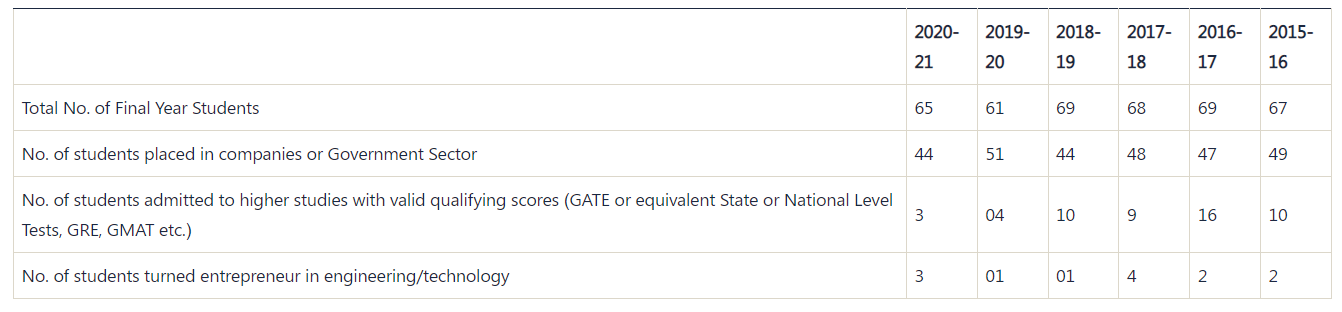 2020- 2019- 2018- 2017- 2016- 2015-
21 20 19 18 17 16
Total No. of Final Year Students 65 61 69 68 69 67
No. of students placed in companies or Government Sector 44 51 44 48 47 49
No. of students admitted to higher studies with valid qualifying scores (GATE or equivalent State or National Level
Tests, GRE, GMAT etc.) 3 04 10 9 16 10
No. of students turned entrepreneur in engineering/technology 3 01 01 4 2 2